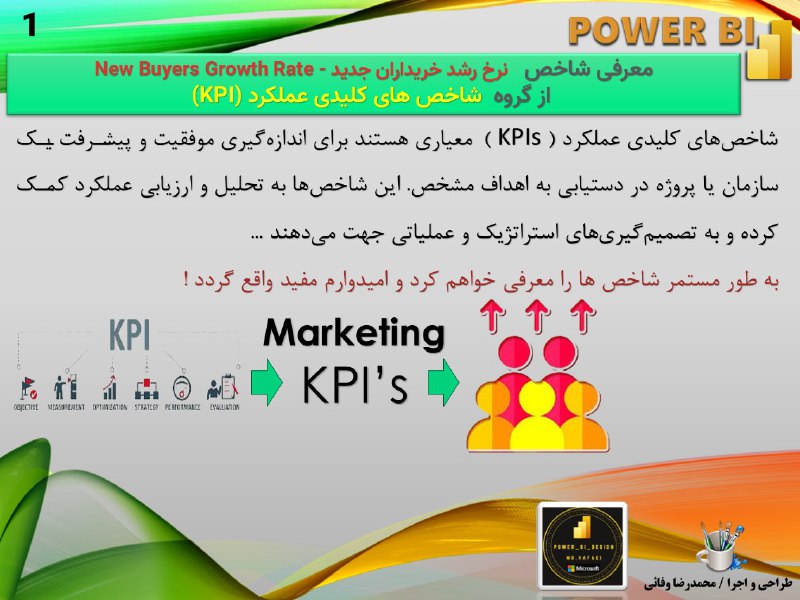 1
POWER BI
معرفی شاخص نرخ رشد خریداران جدید - New Buyers Growth Rate
از گروه شاخص های کلیدی عملکرد (KPI)
شاخص‌های کلیدی عملکرد ( KPIs ) معیاری هستند برای اندازه‌گیری موفقیت و پیشرفت یک
سازمان یا پروژه در دستیابی به اهداف مشخص. این شاخص‌ها به تحلیل و ارزیابی عملکرد کمک
کرده و به تصمیم‌گیری‌های استراتژیک و عملیاتی جهت می‌دهند ...
به طور مستمر شاخص ها را معرفی خواهم کرد و امیدوارم مفید واقع گردد !
KPI
OBJECTIVE MEASUREMENT OPTIMIZATION STRATEGY PERFORMANCE EVALUATION
Marketing
KPI's
POWER_BI_DESIGN
MR.VAFAEI
Microsoft
طراحی و اجرا / محمدرضا وفائی